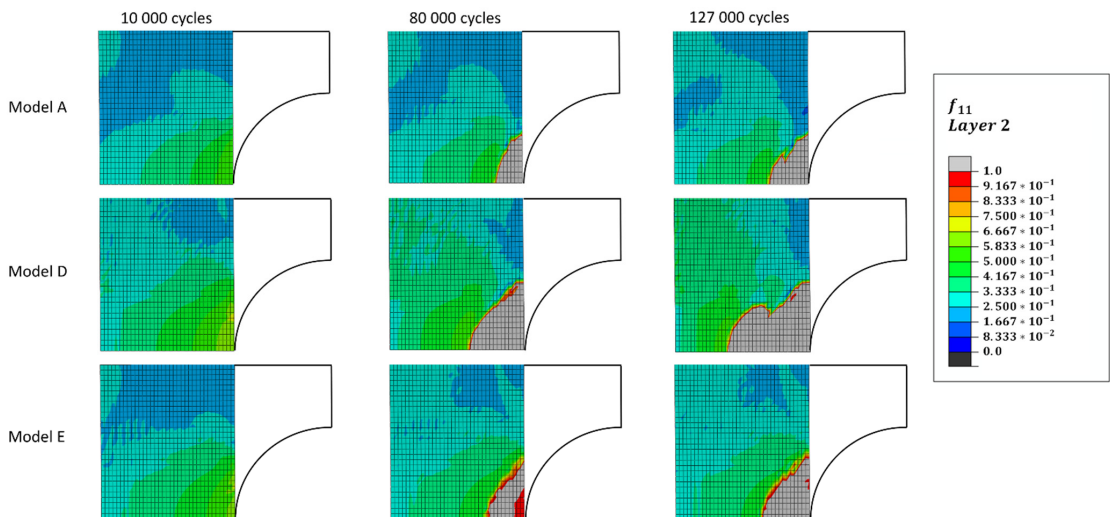 10 000 cycles
80 000 cycles
127 000 cycles
Model A
Model D
Model E
f₁₁
Layer 2
1.0
9.167 * 10⁻¹
8.333 * 10⁻¹
7.500 * 10⁻¹
6.667 * 10⁻¹
5.833 * 10⁻¹
5.000 * 10⁻¹
4.167 * 10⁻¹
3.333 * 10⁻¹
2.500 * 10⁻¹
1.667 * 10⁻¹
8.333 * 10⁻²
0.0